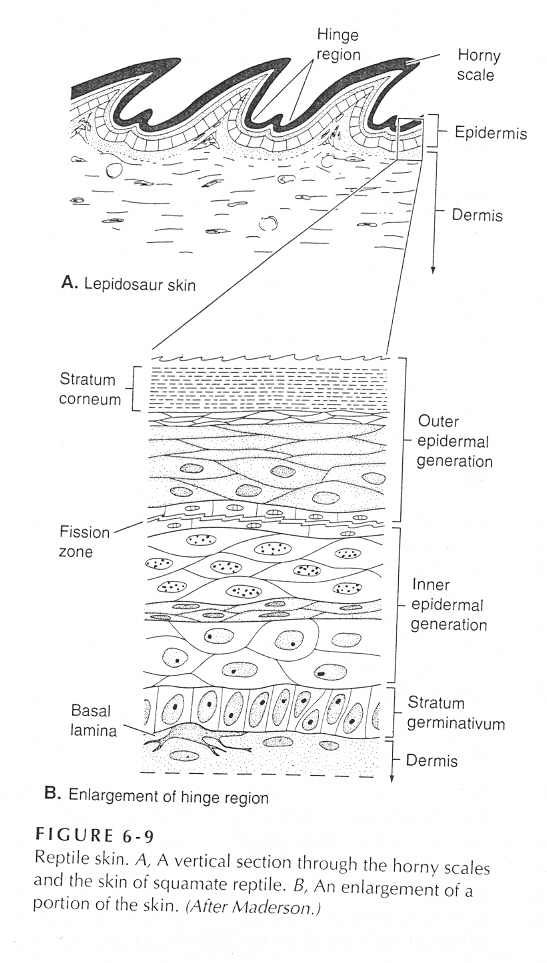 Hinge
region
Horny
scale
Epidermis
Dermis
A. Lepidosaur skin
Stratum
corneum
Outer
epidermal
generation
Fission
zone
Inner
epidermal
generation
Stratum
germinativum
Basal
lamina
Dermis
B. Enlargement of hinge region
FIGURE 6-9
Reptile skin. A, A vertical section through the horny scales
and the skin of squamate reptile. B, An enlargement of a
portion of the skin. (After Maderson.)